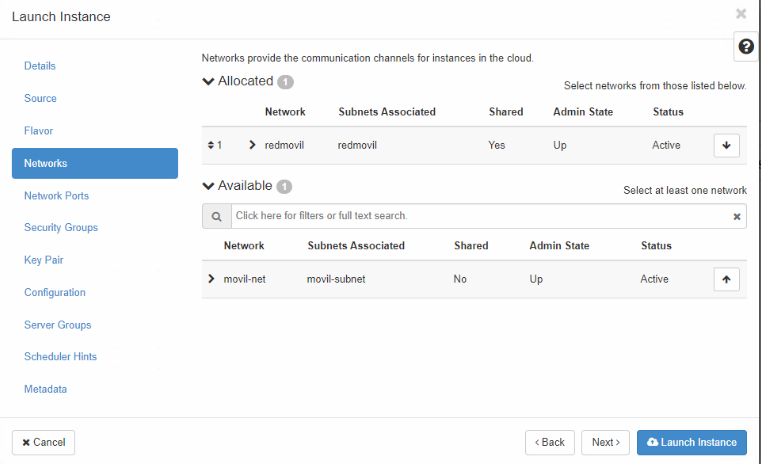 Launch Instance
Details
Source
Flavor
Networks
Network Ports
Security Groups
Key Pair
Configuration
Server Groups
Scheduler Hints
Metadata
Networks provide the communication channels for instances in the cloud.
Allocated 1
Select networks from those listed below.
Network Subnets Associated Shared Admin State Status
1 redmovil redmovil Yes Up Active
Available 1
Select at least one network
Click here for filters or full text search.
Network Subnets Associated Shared Admin State Status
movil-net movil-subnet No Up Active
Cancel
< Back Next > Launch Instance